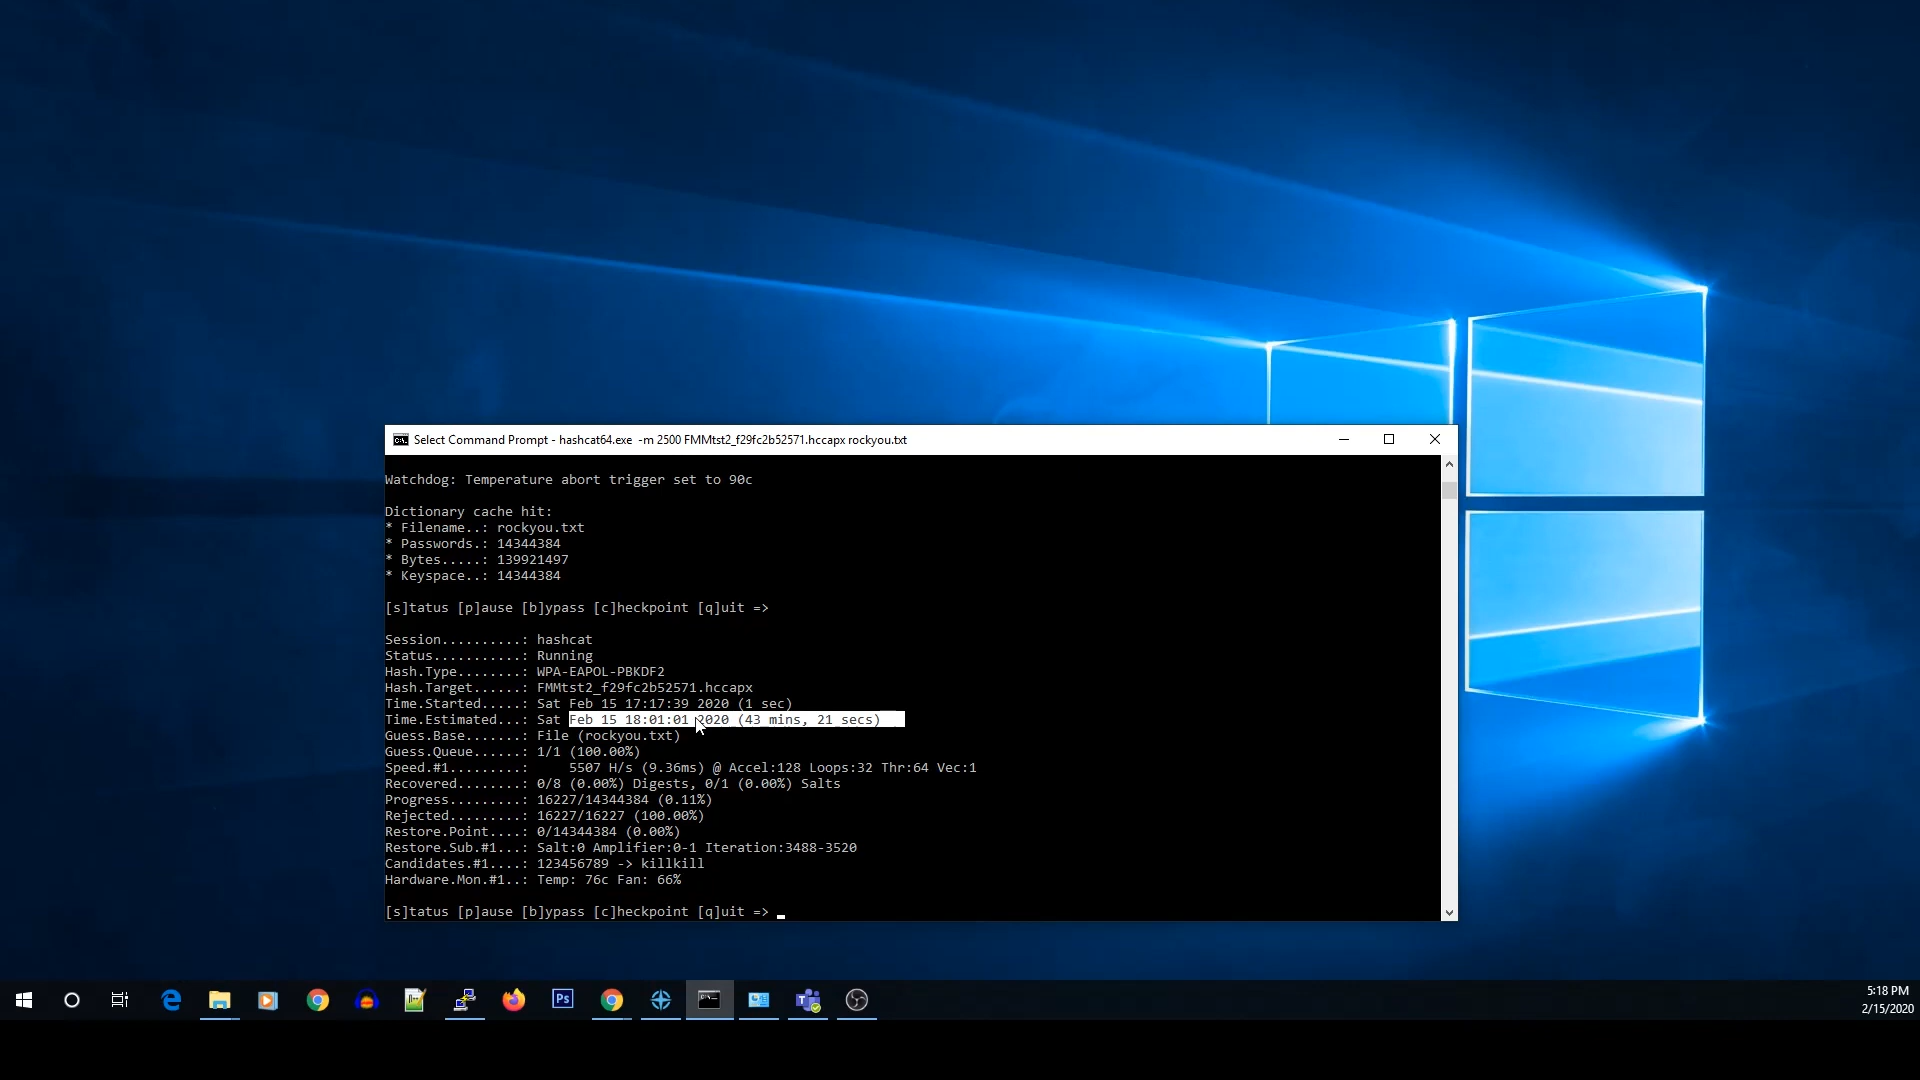 Select Command Prompt - hashcat64.exe -m 2500 FMMtst2_f29fc2b52571.hccapx rockyou.txt
Watchdog: Temperature abort trigger set to 90c
Dictionary cache hit:
* Filename..: rockyou.txt
* Passwords.: 14344384
* Bytes.....: 139921497
* Keyspace..: 14344384
[s]tatus [p]ause [b]ypass [c]heckpoint [q]uit =>
Session..........: hashcat
Status...........: Running
Hash.Type........: WPA-EAPOL-PBKDF2
Hash.Target......: FMMtst2_f29fc2b52571.hccapx
Time.Started.....: Sat Feb 15 17:17:39 2020 (1 sec)
Time.Estimated...: Sat Feb 15 18:01:01 2020 (43 mins, 21 secs)
Guess.Base.......: File (rockyou.txt)
Guess.Queue......: 1/1 (100.00%)
Speed.#1.........:     5507 H/s (9.36ms) @ Accel:128 Loops:32 Thr:64 Vec:1
Recovered........: 0/8 (0.00%) Digests, 0/1 (0.00%) Salts
Progress.........: 16227/14344384 (0.11%)
Rejected.........: 16227/16227 (100.00%)
Restore.Point....: 0/14344384 (0.00%)
Restore.Sub.#1...: Salt:0 Amplifier:0-1 Iteration:3488-3520
Candidates.#1....: 123456789 -> killkill
Hardware.Mon.#1..: Temp: 76c Fan: 66%
[s]tatus [p]ause [b]ypass [c]heckpoint [q]uit =>
Ps
5:18 PM
2/15/2020